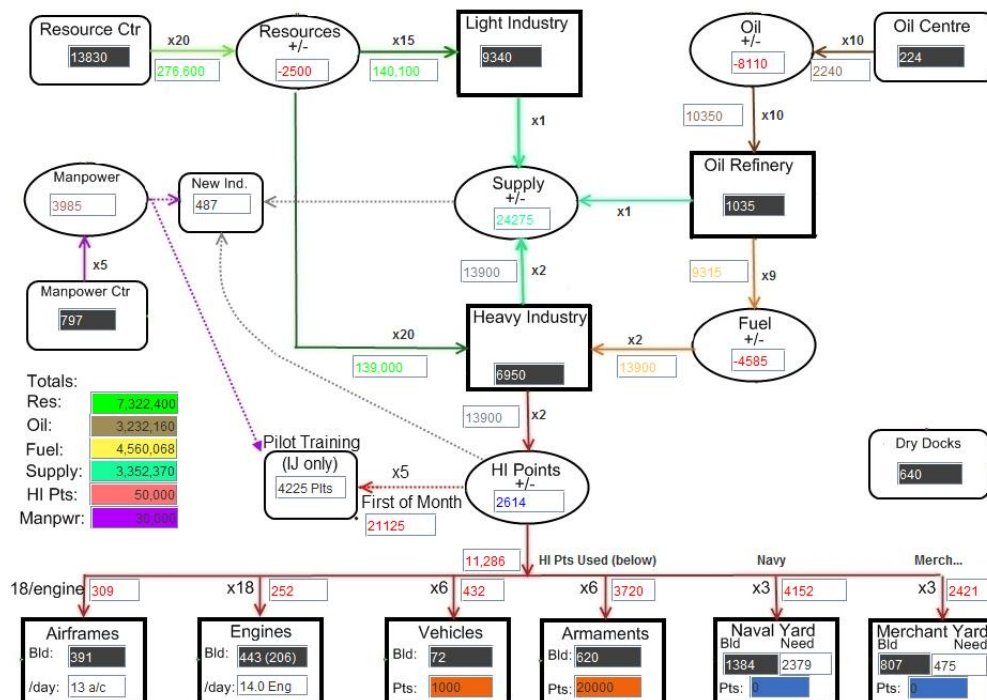 Resource Ctr
13830
x20
276,600
Resources
+/-
-2500
x15
140,100
Light Industry
9340
Oil
+/-
-8110
x10
2240
Oil Centre
224
x1
10350
x10
Manpower
3985
New Ind.
487
Supply
+/-
24275
x1
Oil Refinery
1035
x5
Manpower Ctr
797
13900
x2
9315
x9
Heavy Industry
6950
x20
139,000
x2
13900
Fuel
+/-
-4585
Totals:
Res: 7,322,400
Oil: 3,232,160
Fuel: 4,560,068
Supply: 3,352,370
HI Pts: 50,000
Manpwr: 30,000
13900
x2
Pilot Training
(IJ only)
4225 Plts
x5
First of Month
21125
HI Points
+/-
2614
Dry Docks
640
11,286
HI Pts Used (below)
Navy
Merch...
18/engine 309
x18 252
x6 432
x6 3720
x3 4152
x3 2421
Airframes
Bld: 391
/day: 13 a/c
Engines
Bld: 443 (206)
/day: 14.0 Eng
Vehicles
Bld: 72
Pts: 1000
Armaments
Bld: 620
Pts: 20000
Naval Yard
Bld Need
1384 2379
Pts: 0
Merchant Yard
Bld Need
807 475
Pts: 0